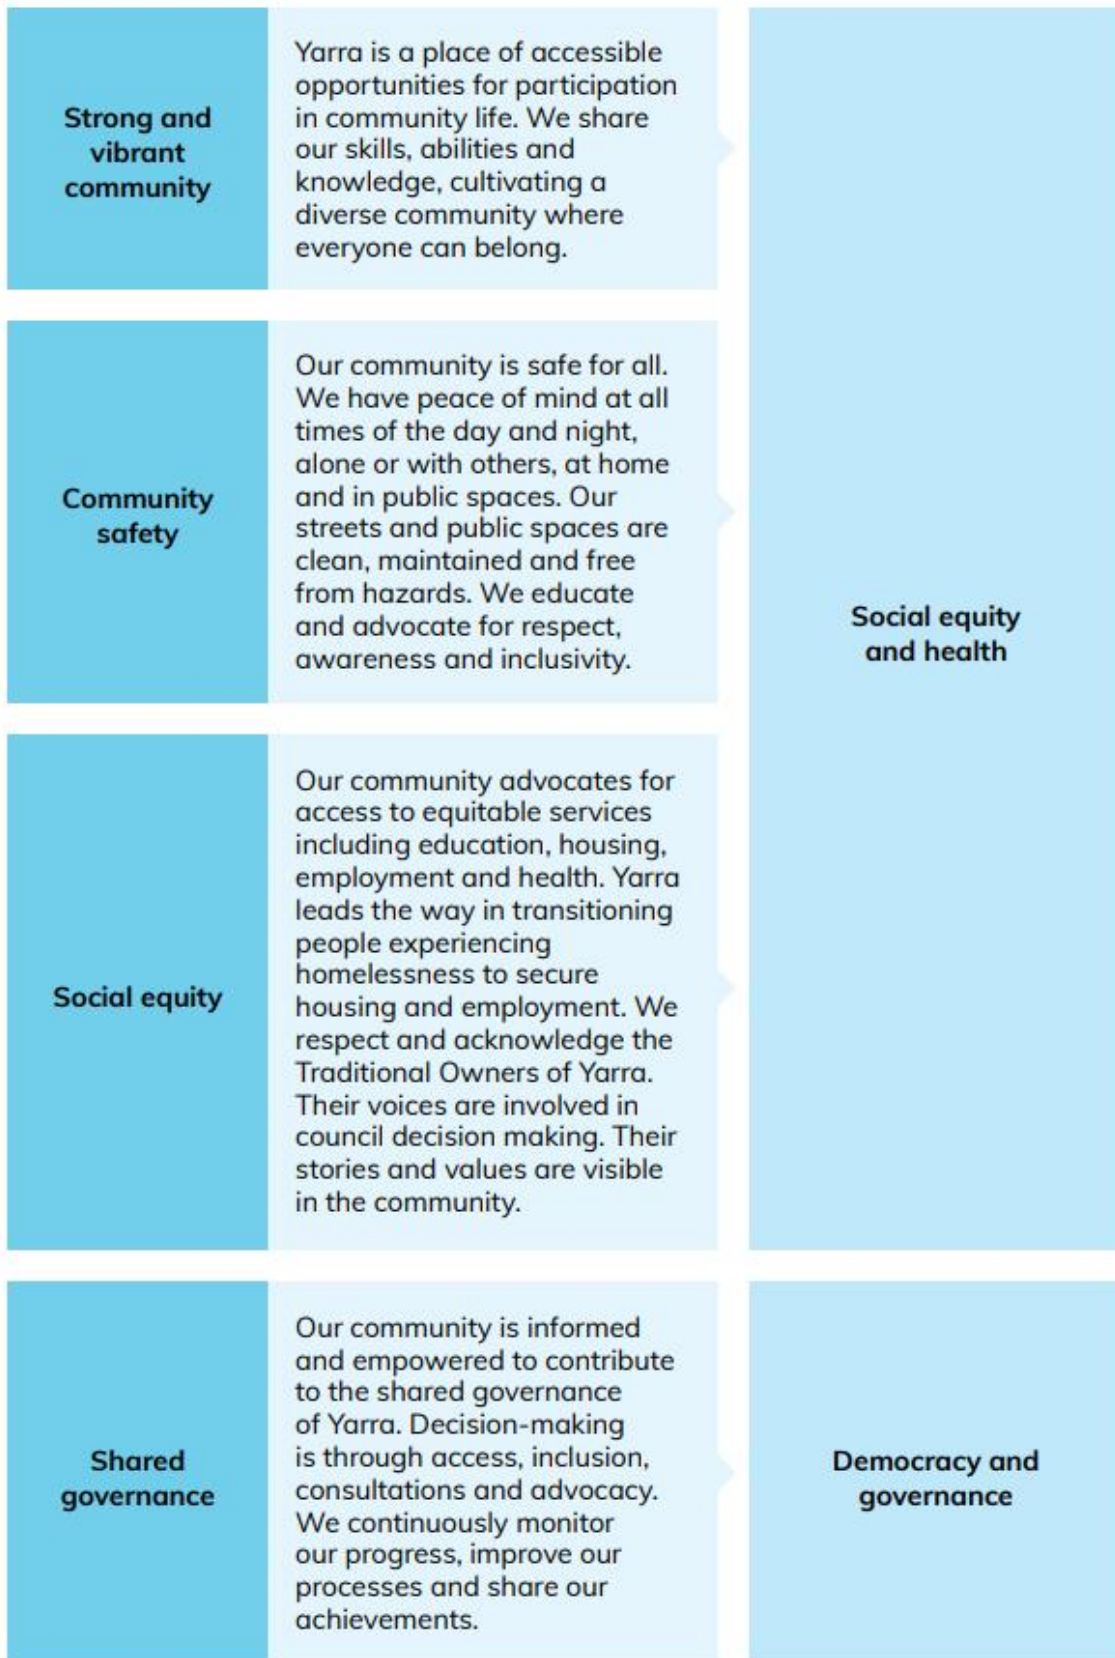 Strong and
vibrant
community
Yarra is a place of accessible
opportunities for participation
in community life. We share
our skills, abilities and
knowledge, cultivating a
diverse community where
everyone can belong.
Community
safety
Our community is safe for all.
We have peace of mind at all
times of the day and night,
alone or with others, at home
and in public spaces. Our
streets and public spaces are
clean, maintained and free
from hazards. We educate
and advocate for respect,
awareness and inclusivity.
Social equity
Our community advocates for
access to equitable services
including education, housing,
employment and health. Yarra
leads the way in transitioning
people experiencing
homelessness to secure
housing and employment. We
respect and acknowledge the
Traditional Owners of Yarra.
Their voices are involved in
council decision making. Their
stories and values are visible
in the community.
Social equity
and health
Shared
governance
Our community is informed
and empowered to contribute
to the shared governance
of Yarra. Decision-making
is through access, inclusion,
consultations and advocacy.
We continuously monitor
our progress, improve our
processes and share our
achievements.
Democracy and
governance